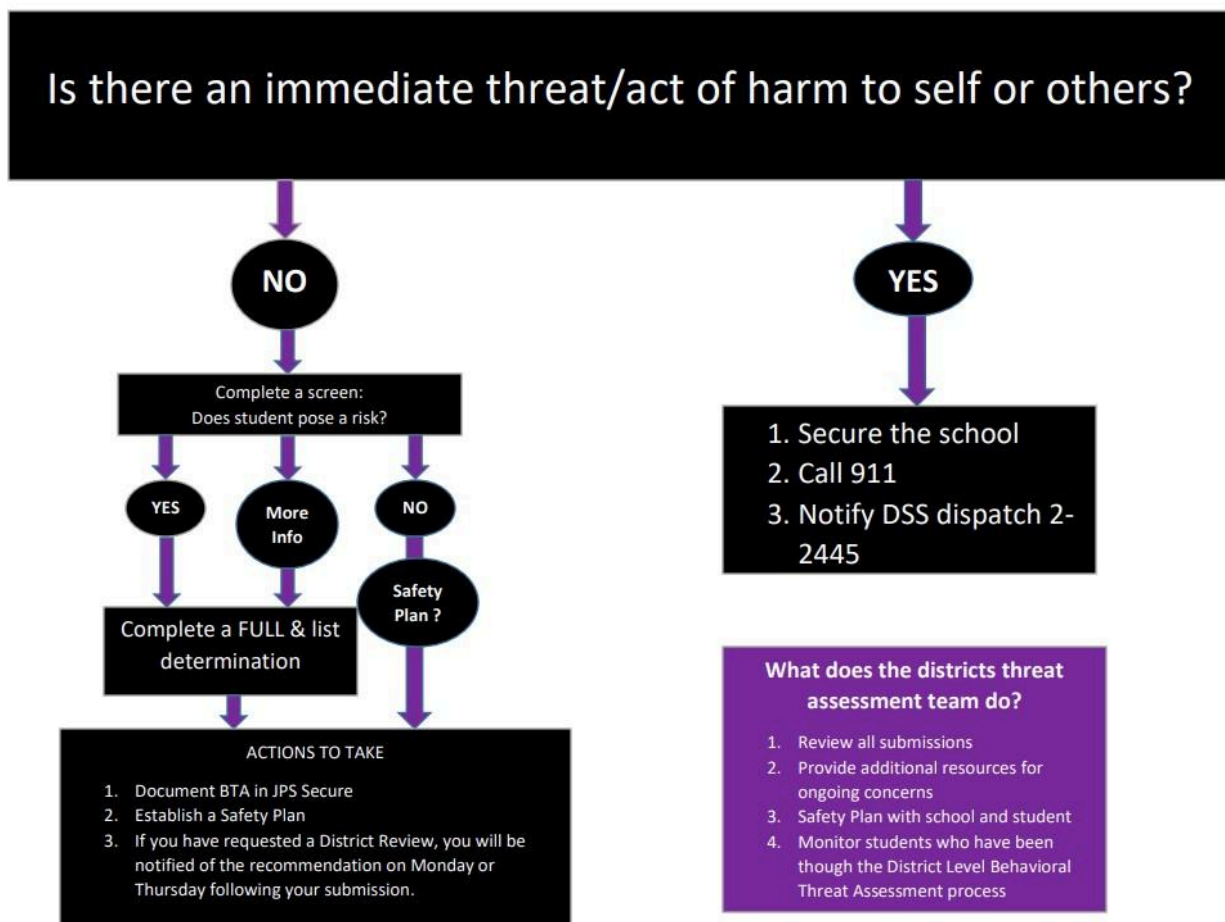 Is there an immediate threat/act of harm to self or others?
NO
YES
Complete a screen:
Does student pose a risk?
YES
More
Info
NO
Safety
Plan ?
Complete a FULL & list
determination
1. Secure the school
2. Call 911
3. Notify DSS dispatch 2-
2445
ACTIONS TO TAKE
1. Document BTA in JPS Secure
2. Establish a Safety Plan
3. If you have requested a District Review, you will be
notified of the recommendation on Monday or
Thursday following your submission.
What does the districts threat
assessment team do?
1. Review all submissions
2. Provide additional resources for
ongoing concerns
3. Safety Plan with school and student
4. Monitor students who have been
though the District Level Behavioral
Threat Assessment process